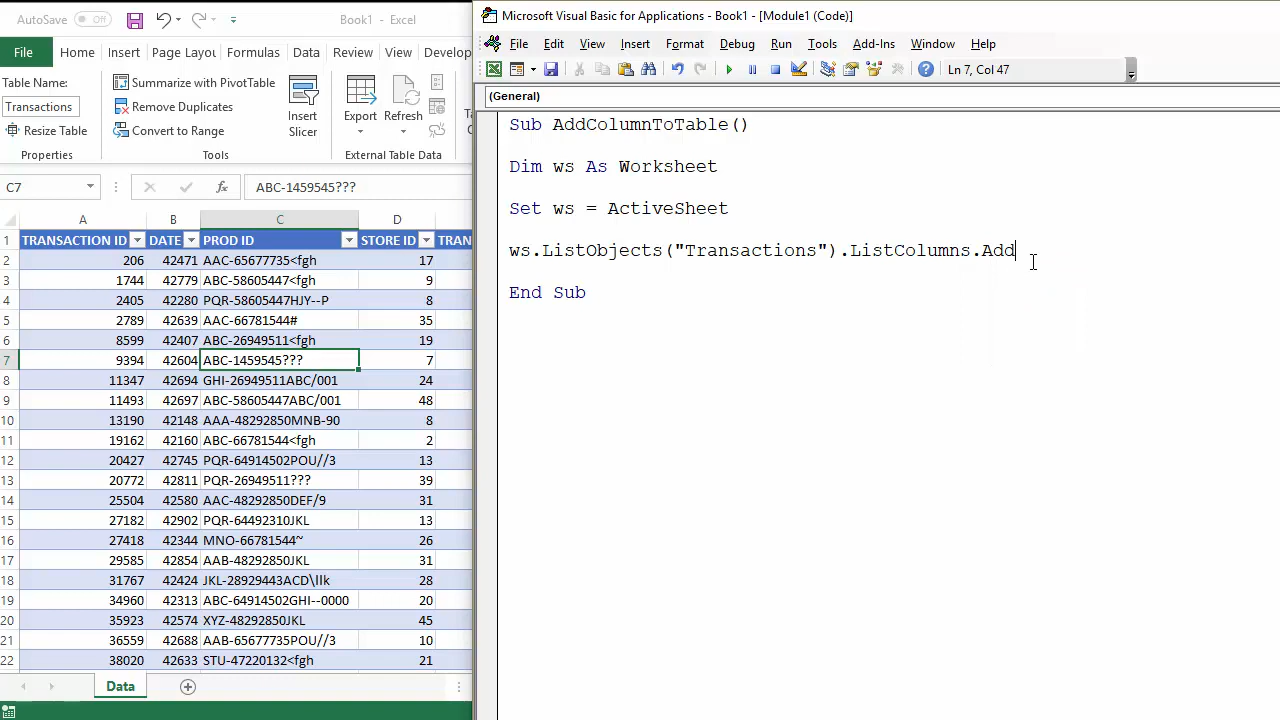 AutoSave Off Book1 - Excel
File Home Insert Page Layou Formulas Data Review View Develop
Table Name:
Transactions
Resize Table
Properties
Summarize with PivotTable
Remove Duplicates
Convert to Range
Tools
Insert
Slicer
Export Refresh
External Table Data
C7 ABC-1459545???
A B C D
1 TRANSACTION ID DATE PROD ID STORE ID TRAN
2 206 42471 AAC-65677735<fgh 17
3 1744 42779 ABC-58605447<fgh 9
4 2405 42280 PQR-58605447HJY--P 8
5 2789 42639 AAC-66781544# 35
6 8599 42407 ABC-26949511<fgh 19
7 9394 42604 ABC-1459545??? 7
8 11347 42694 GHI-26949511ABC/001 24
9 11493 42697 ABC-58605447ABC/001 48
10 13190 42148 AAA-48292850MNB-90 8
11 19162 42160 ABC-66781544<fgh 2
12 20427 42745 PQR-64914502POU//3 13
13 20772 42811 PQR-26949511??? 39
14 25504 42580 AAC-48292850DEF/9 31
15 27182 42902 PQR-64492310JKL 13
16 27418 42344 MNO-66781544~ 26
17 29585 42854 AAB-48292850JKL 31
18 31767 42424 JKL-28929443ACD\llk 28
19 34960 42313 ABC-64914502GHI--0000 20
20 35923 42574 XYZ-48292850JKL 45
21 36559 42688 AAB-65677735POU//3 10
22 38020 42633 STU-47220132<fgh 21
Data
Microsoft Visual Basic for Applications - Book1 - [Module1 (Code)]
File Edit View Insert Format Debug Run Tools Add-Ins Window Help
Ln 7, Col 47
(General)
Sub AddColumnToTable()
Dim ws As Worksheet
Set ws = ActiveSheet
ws.ListObjects("Transactions").ListColumns.Add
End Sub